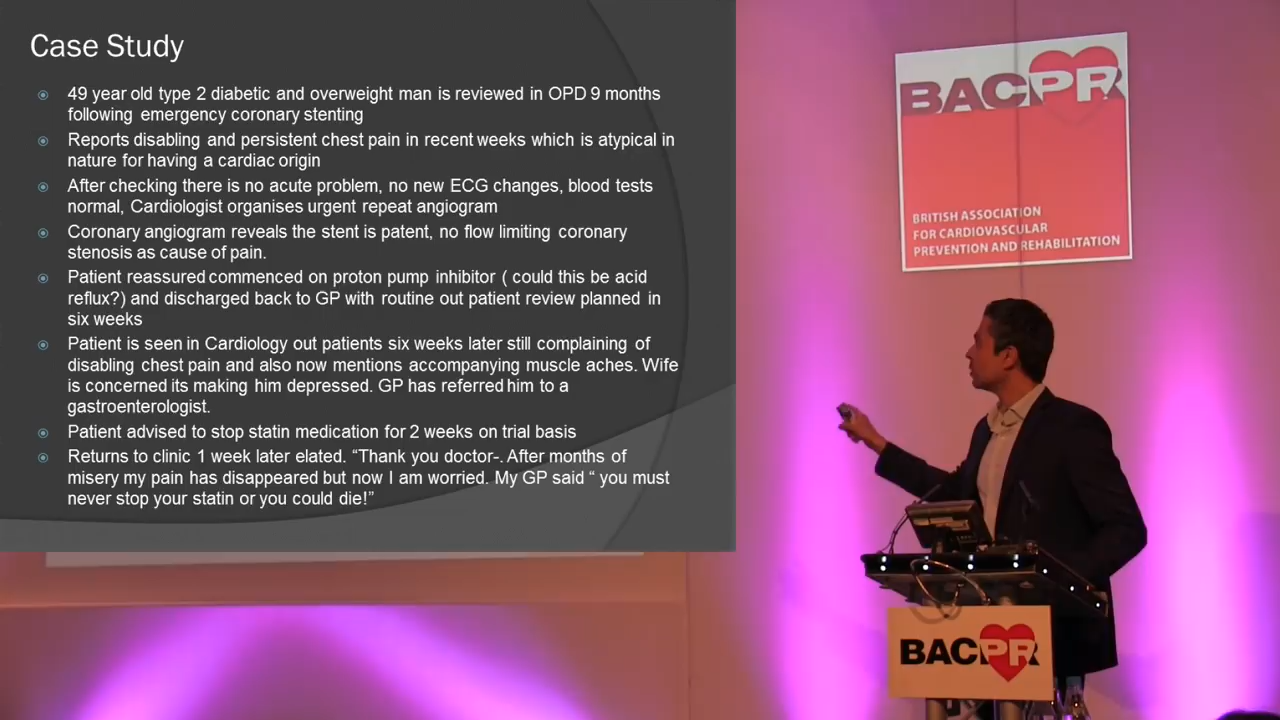 Case Study
49 year old type 2 diabetic and overweight man is reviewed in OPD 9 months
following emergency coronary stenting
Reports disabling and persistent chest pain in recent weeks which is atypical in
nature for having a cardiac origin
After checking there is no acute problem, no new ECG changes, blood tests
normal, Cardiologist organises urgent repeat angiogram
Coronary angiogram reveals the stent is patent, no flow limiting coronary
stenosis as cause of pain.
Patient reassured commenced on proton pump inhibitor ( could this be acid
reflux?) and discharged back to GP with routine out patient review planned in
six weeks
Patient is seen in Cardiology out patients six weeks later still complaining of
disabling chest pain and also now mentions accompanying muscle aches. Wife
is concerned its making him depressed. GP has referred him to a
gastroenterologist.
Patient advised to stop statin medication for 2 weeks on trial basis
Returns to clinic 1 week later elated. “Thank you doctor-. After months of
misery my pain has disappeared but now I am worried. My GP said “ you must
never stop your statin or you could die!”
BACPR
BRITISH ASSOCIATION
FOR CARDIOVASCULAR
PREVENTION AND REHABILITATION
BACPR